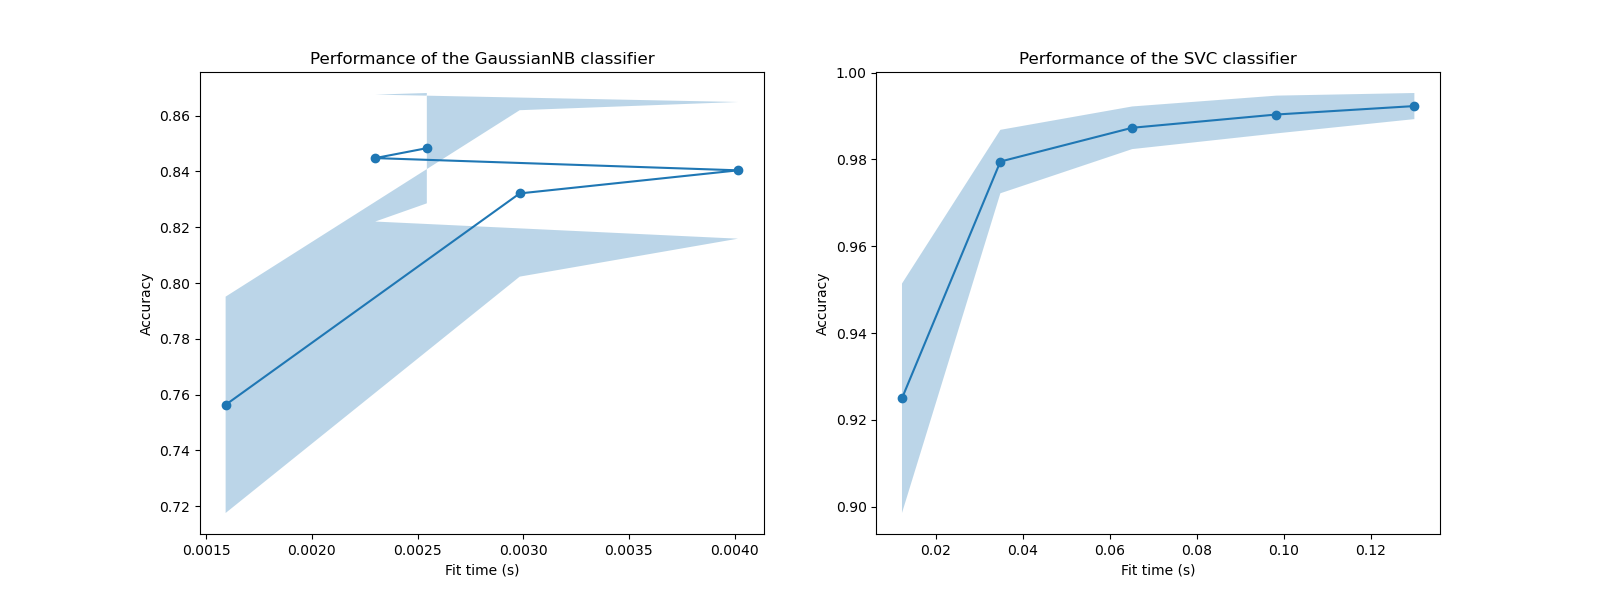 Performance of the GaussianNB classifier
Accuracy
0.86
0.84
0.82
0.80
0.78
0.76
0.74
0.72
0.0015 0.0020 0.0025 0.0030 0.0035 0.0040
Fit time (s)
Performance of the SVC classifier
Accuracy
1.00
0.98
0.96
0.94
0.92
0.90
0.02 0.04 0.06 0.08 0.10 0.12
Fit time (s)